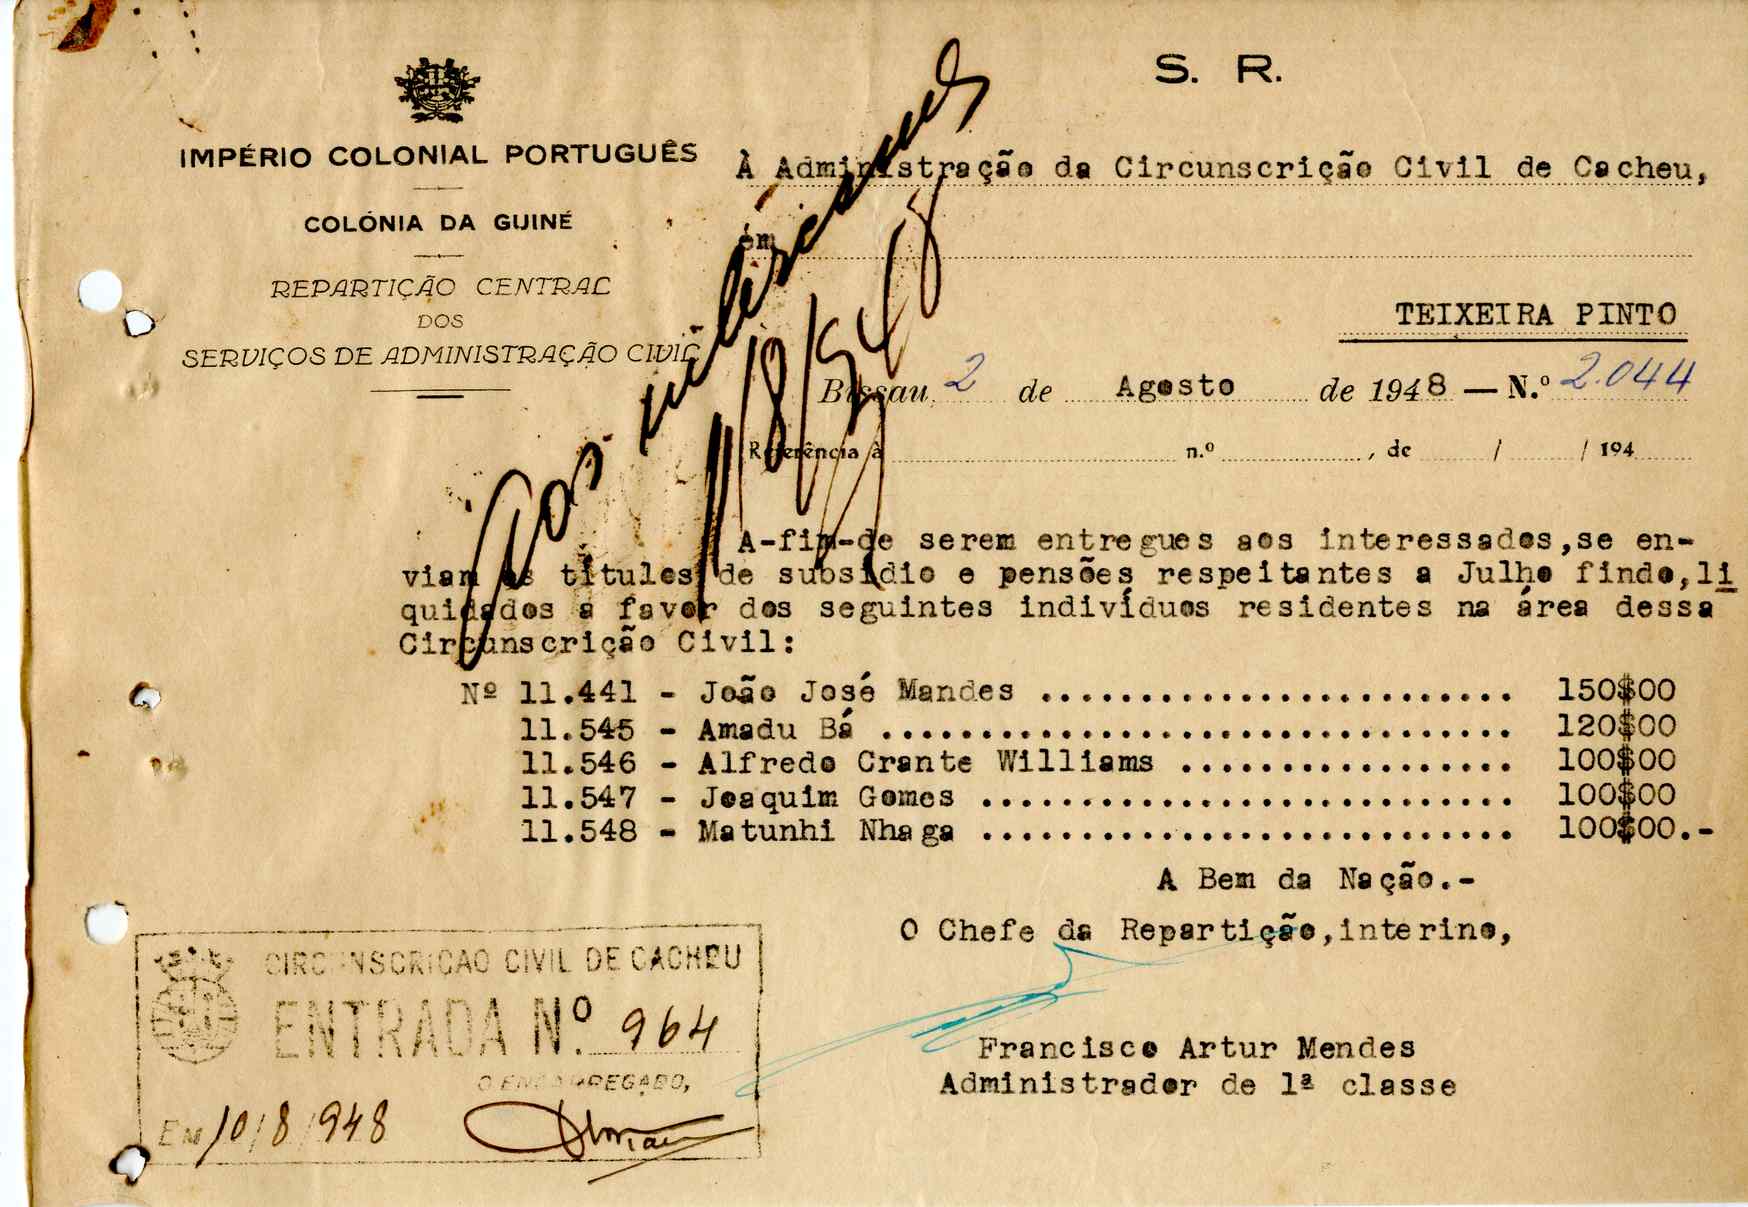 S. R.
IMPÉRIO COLONIAL PORTUGUÊS
COLÓNIA DA GUINÉ
REPARTIÇÃO CENTRAL
DOS
SERVIÇOS DE ADMINISTRAÇÃO CIVIL
À Administração da Circunscrição Civil de Cacheu,
em
TEIXEIRA PINTO
Bissau, 2 de Agosto de 1948 — N.º 2.044
Referência à n.º , de / / 194
11/8/948
A-fim-de serem entregues aos interessados,se en-
viam os títulos de subsídio e pensões respeitantes a Julho findo,li
quidados a favor dos seguintes indivíduos residentes na área dessa
Circunscrição Civil:
Nº 11.441 - João José Mandes ........................ 150$00
11.545 - Amadu Bá ................................ 120$00
11.546 - Alfredo Crante Williams ................. 100$00
11.547 - Joaquim Gomes ........................... 100$00
11.548 - Matunhi Nhaga ........................... 100$00.-
A Bem da Nação.-
O Chefe da Repartição,interino,
Francisco Artur Mendes
Administrador de 1ª classe
CIRCUNSCRIÇÃO CIVIL DE CACHEU
ENTRADA Nº. 964
O ENCARREGADO,
EM 10/8/948